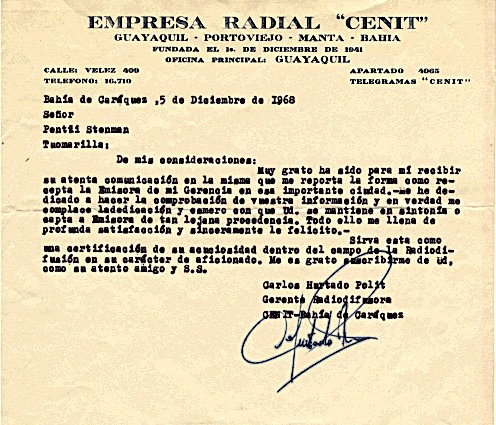 EMPRESA RADIAL "CENIT"
GUAYAQUIL - PORTOVIEJO - MANTA - BAHIA
FUNDADA EL 1o. DE DICIEMBRE DE 1941
OFICINA PRINCIPAL: GUAYAQUIL
CALLE: VELEZ 409 APARTADO 4065
TELEFONO: 16.710 TELEGRAMAS "CENIT"
Bahía de Caráquez ,5 de Diciembre de 1968
Señor
Pentii Stenman
Tuomarilla:
De mis consideraciones:
Muy grato ha sido para mi recibir
su atenta comunicación en la misma que me reporta la forma como re-
cepta la Emisora de mi Gerencia en esa importante ciudad.-Me he de-
dicado a hacer la comprobación de vuestra información y en verdad me
complace ladedicación y esmero con que Ud. se mantiene en sintonía o
capta a Emisora de tan lejana procedencia. Todo ello me llena de
profunda satisfacción y sinceramente le felicito.-
Sirva esta como
una certificación de su acuciosidad dentro del campo de la Radiodi-
fusión en su carácter de aficionado. Me es grato suscribirme de Ud,
como su atento amigo y S.S.
Carlos Hurtado Polit
Gerente Radiodifusora
CENIT-Bahía de Caráquez